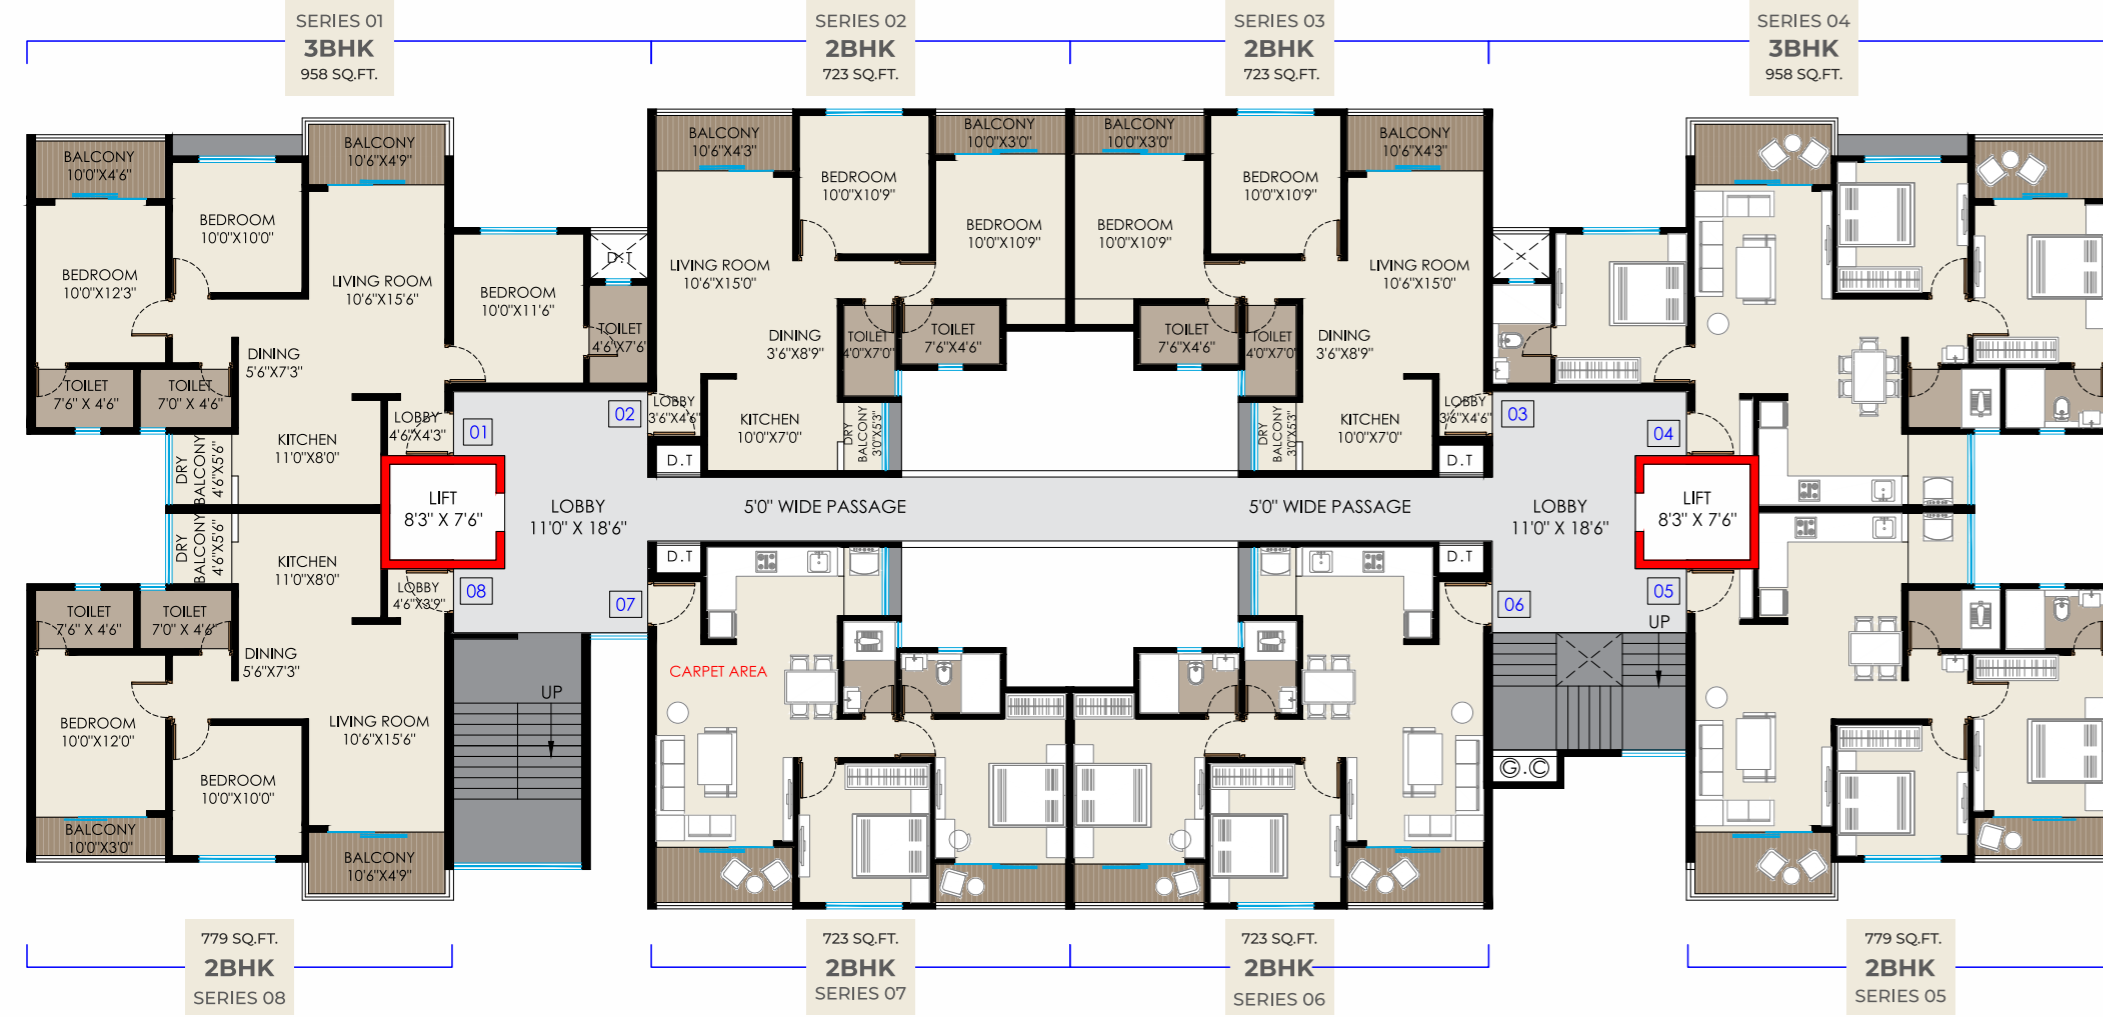 SERIES 01
3BHK
958 SQ.FT.
SERIES 02
2BHK
723 SQ.FT.
SERIES 03
2BHK
723 SQ.FT.
SERIES 04
3BHK
958 SQ.FT.
BALCONY
10'0"X4'6"
BALCONY
10'6"X4'9"
BEDROOM
10'0"X10'0"
BEDROOM
10'0"X12'3"
LIVING ROOM
10'6"X15'6"
BEDROOM
10'0"X11'6"
D.T
TOILET
4'6"X7'6"
DINING
5'6"X7'3"
TOILET
7'6" X 4'6"
TOILET
7'0" X 4'6"
KITCHEN
11'0"X8'0"
DRY
BALCONY
4'6"X5'6"
LOBBY
4'6"X4'3"
01
BALCONY
10'6"X4'3"
BEDROOM
10'0"X10'9"
BALCONY
10'0"X3'0"
BEDROOM
10'0"X10'9"
LIVING ROOM
10'6"X15'0"
DINING
3'6"X8'9"
TOILET
4'0"X7'0"
TOILET
7'6"X4'6"
KITCHEN
10'0"X7'0"
DRY
BALCONY
3'0"X5'3"
02
LOBBY
3'6"X4'6"
D.T
BALCONY
10'0"X3'0"
BEDROOM
10'0"X10'9"
BALCONY
10'6"X4'3"
BEDROOM
10'0"X10'9"
LIVING ROOM
10'6"X15'0"
TOILET
7'6"X4'6"
TOILET
4'0"X7'0"
DINING
3'6"X8'9"
DRY
BALCONY
3'0"X5'3"
KITCHEN
10'0"X7'0"
LOBBY
3'6"X4'6"
D.T
03
04
LIFT
8'3" X 7'6"
LOBBY
11'0" X 18'6"
5'0" WIDE PASSAGE
5'0" WIDE PASSAGE
LOBBY
11'0" X 18'6"
LIFT
8'3" X 7'6"
DRY
BALCONY
4'6"X5'6"
KITCHEN
11'0"X8'0"
LOBBY
4'6"X3'9"
08
07
D.T
D.T
06
05
UP
TOILET
7'6" X 4'6"
TOILET
7'0" X 4'6"
DINING
5'6"X7'3"
BEDROOM
10'0"X12'0"
LIVING ROOM
10'6"X15'6"
BEDROOM
10'0"X10'0"
BALCONY
10'0"X3'0"
BALCONY
10'6"X4'9"
UP
CARPET AREA
G.C
779 SQ.FT.
2BHK
SERIES 08
723 SQ.FT.
2BHK
SERIES 07
723 SQ.FT.
2BHK
SERIES 06
779 SQ.FT.
2BHK
SERIES 05